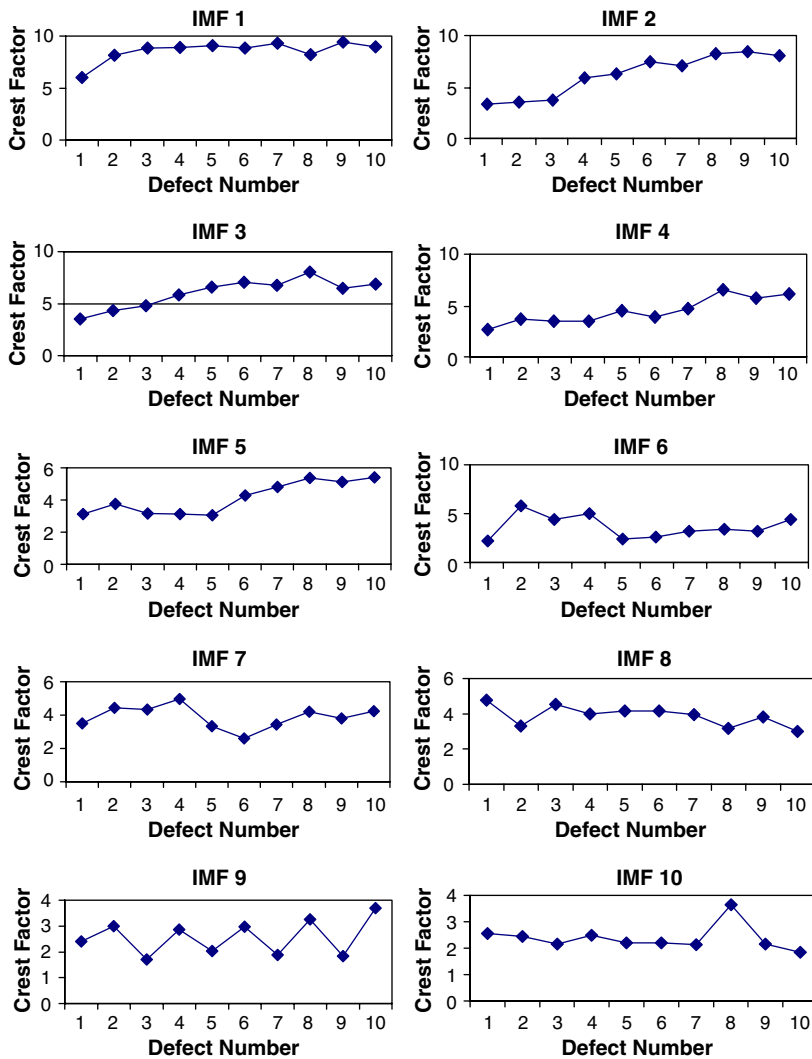 IMF 1
Crest Factor
10
5
0
1 2 3 4 5 6 7 8 9 10
Defect Number
IMF 2
Crest Factor
10
5
0
1 2 3 4 5 6 7 8 9 10
Defect Number
IMF 3
Crest Factor
10
5
0
1 2 3 4 5 6 7 8 9 10
Defect Number
IMF 4
Crest Factor
10
5
0
1 2 3 4 5 6 7 8 9 10
Defect Number
IMF 5
Crest Factor
6
4
2
0
1 2 3 4 5 6 7 8 9 10
Defect Number
IMF 6
Crest Factor
10
5
0
1 2 3 4 5 6 7 8 9 10
Defect Number
IMF 7
Crest Factor
6
4
2
0
1 2 3 4 5 6 7 8 9 10
Defect Number
IMF 8
Crest Factor
6
4
2
0
1 2 3 4 5 6 7 8 9 10
Defect Number
IMF 9
Crest Factor
4
3
2
1
0
1 2 3 4 5 6 7 8 9 10
Defect Number
IMF 10
Crest Factor
4
3
2
1
0
1 2 3 4 5 6 7 8 9 10
Defect Number